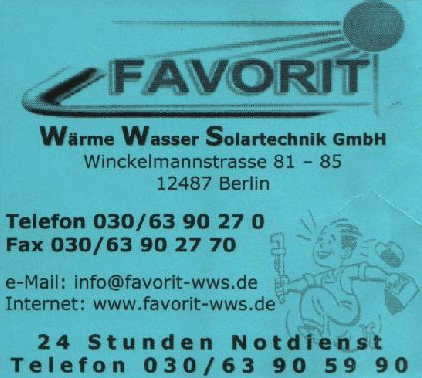 FAVORIT
Wärme Wasser Solartechnik GmbH
Winckelmannstrasse 81 – 85
12487 Berlin
Telefon 030/63 90 27 0
Fax 030/63 90 27 70
e-Mail: info@favorit-wws.de
Internet: www.favorit-wws.de
24 Stunden Notdienst
Telefon 030/63 90 59 90